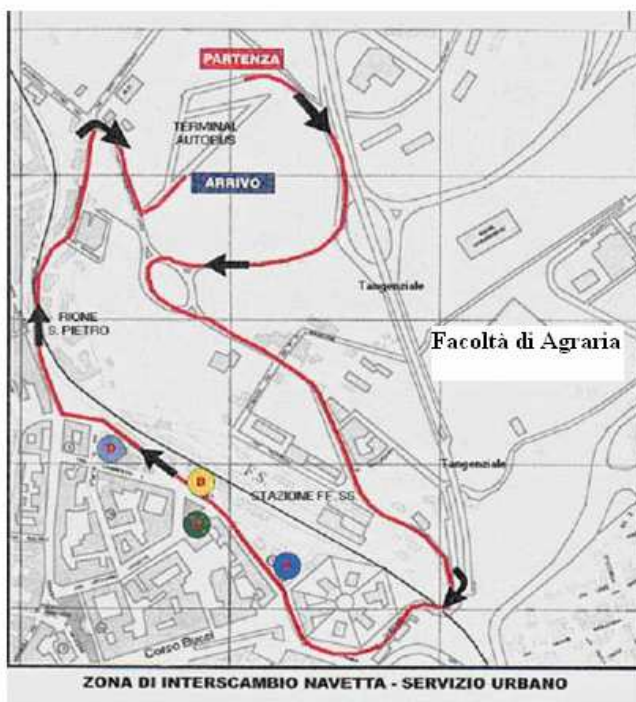 PARTENZA
TERMINAL
AUTOBUS
ARRIVO
Tangenziale
RIONE
S. PIETRO
Facoltà di Agraria
D
B
F.S.
Tangenziale
STAZIONE FF. SS.
A
Corso Bucci
ZONA DI INTERSCAMBIO NAVETTA - SERVIZIO URBANO